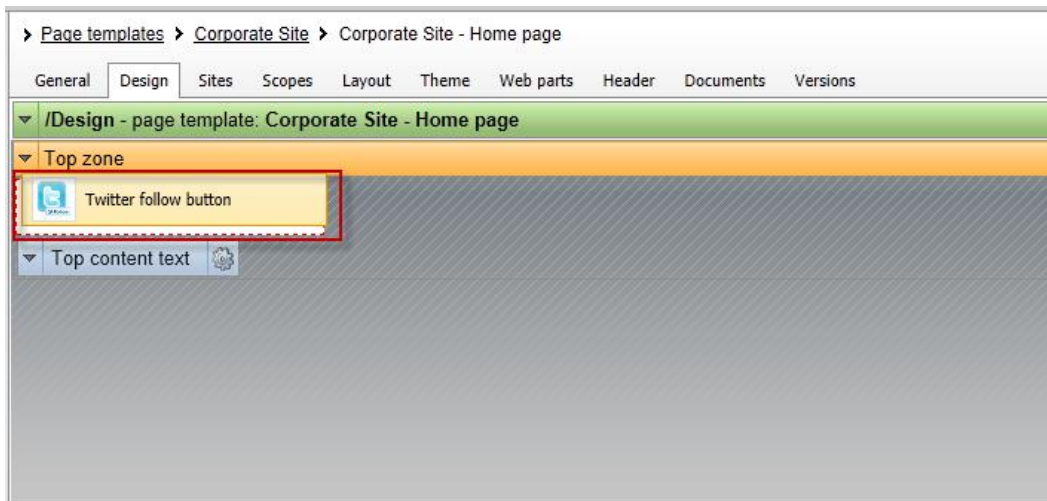 Page templates Corporate Site Corporate Site - Home page
General Design Sites Scopes Layout Theme Web parts Header Documents Versions
/Design - page template: Corporate Site - Home page
Top zone
Twitter follow button
Top content text